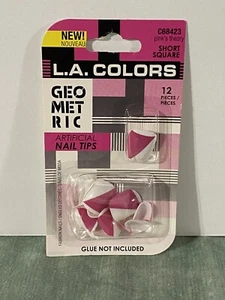 NEW!
NOUVEAU
C68423
pink's theory
SHORT
SQUARE
L.A. COLORS
GEO
MET
RIC
12
PIECES /
PIÈCES
ARTIFICIAL
NAIL TIPS
GLUE NOT INCLUDED